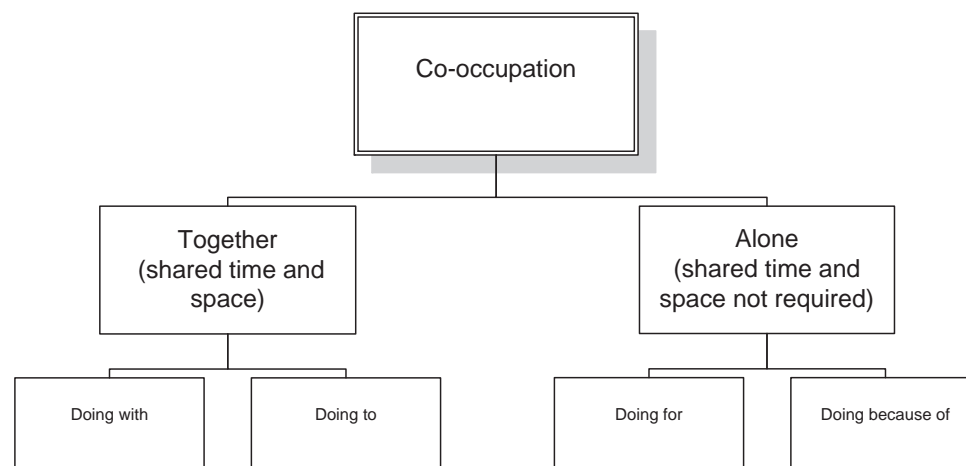 Co-occupation
Together
(shared time and
space)
Alone
(shared time and
space not required)
Doing with
Doing to
Doing for
Doing because of